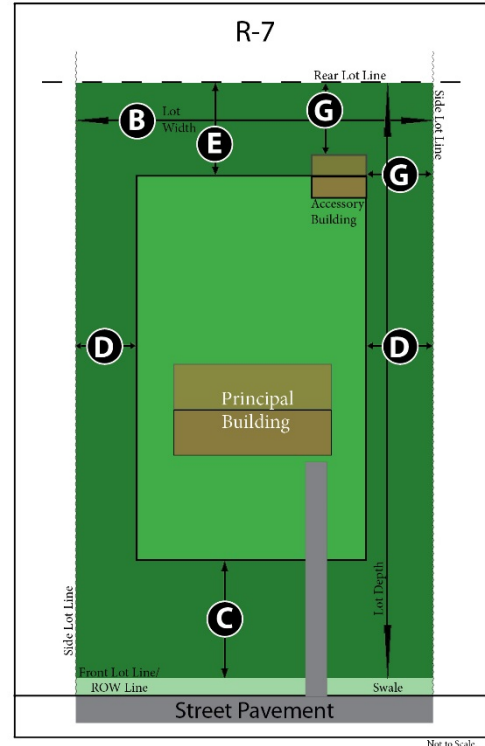 R-7
Rear Lot Line
B
Lot
Width
E
G
Side Lot Line
G
Accessory
Building
D
D
Principal
Building
C
Lot Depth
Side Lot Line
Front Lot Line/
ROW Line
Swale
Street Pavement
Not to Scale